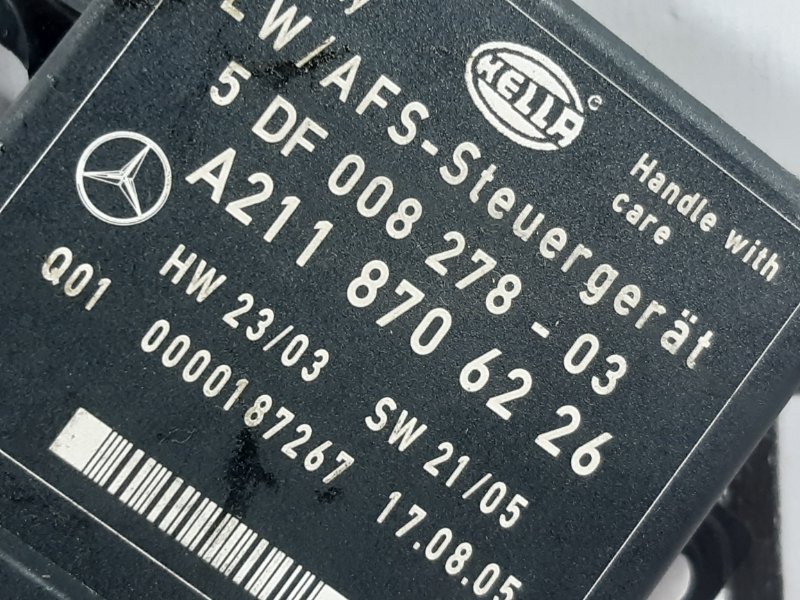 LW/AFS-Steuergerät
HELLA
5 DF 008 278-03
A211 870 62 26
Handle with
care
HW 23/03 SW 21/05
Q01 0000187267 17.08.05